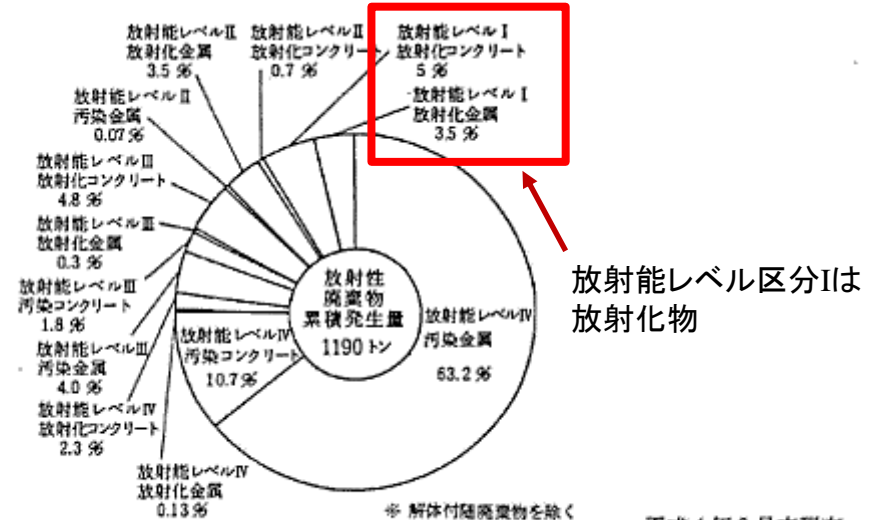 放射能レベルⅡ
放射化金属
3.5 %
放射能レベルⅡ
放射化コンクリート
0.7 %
放射能レベルⅠ
放射化コンクリート
5 %
放射能レベルⅠ
放射化金属
3.5 %
放射能レベルⅡ
汚染金属
0.07%
放射能レベルⅢ
放射化コンクリート
4.8 %
放射能レベルⅢ
放射化金属
0.3 %
放射能レベルⅢ
汚染コンクリート
1.8 %
放射能レベルⅢ
汚染金属
4.0 %
放射能レベルⅣ
放射化コンクリート
2.3 %
放射能レベルⅣ
放射化金属
0.13%
放射能レベルⅣ
汚染コンクリート
10.7%
放射性
廃棄物
累積発生量
1190 トン
放射能レベルⅣ
汚染金属
63.2%
放射能レベル区分Iは
放射化物
※ 解体付随廃棄物を除く